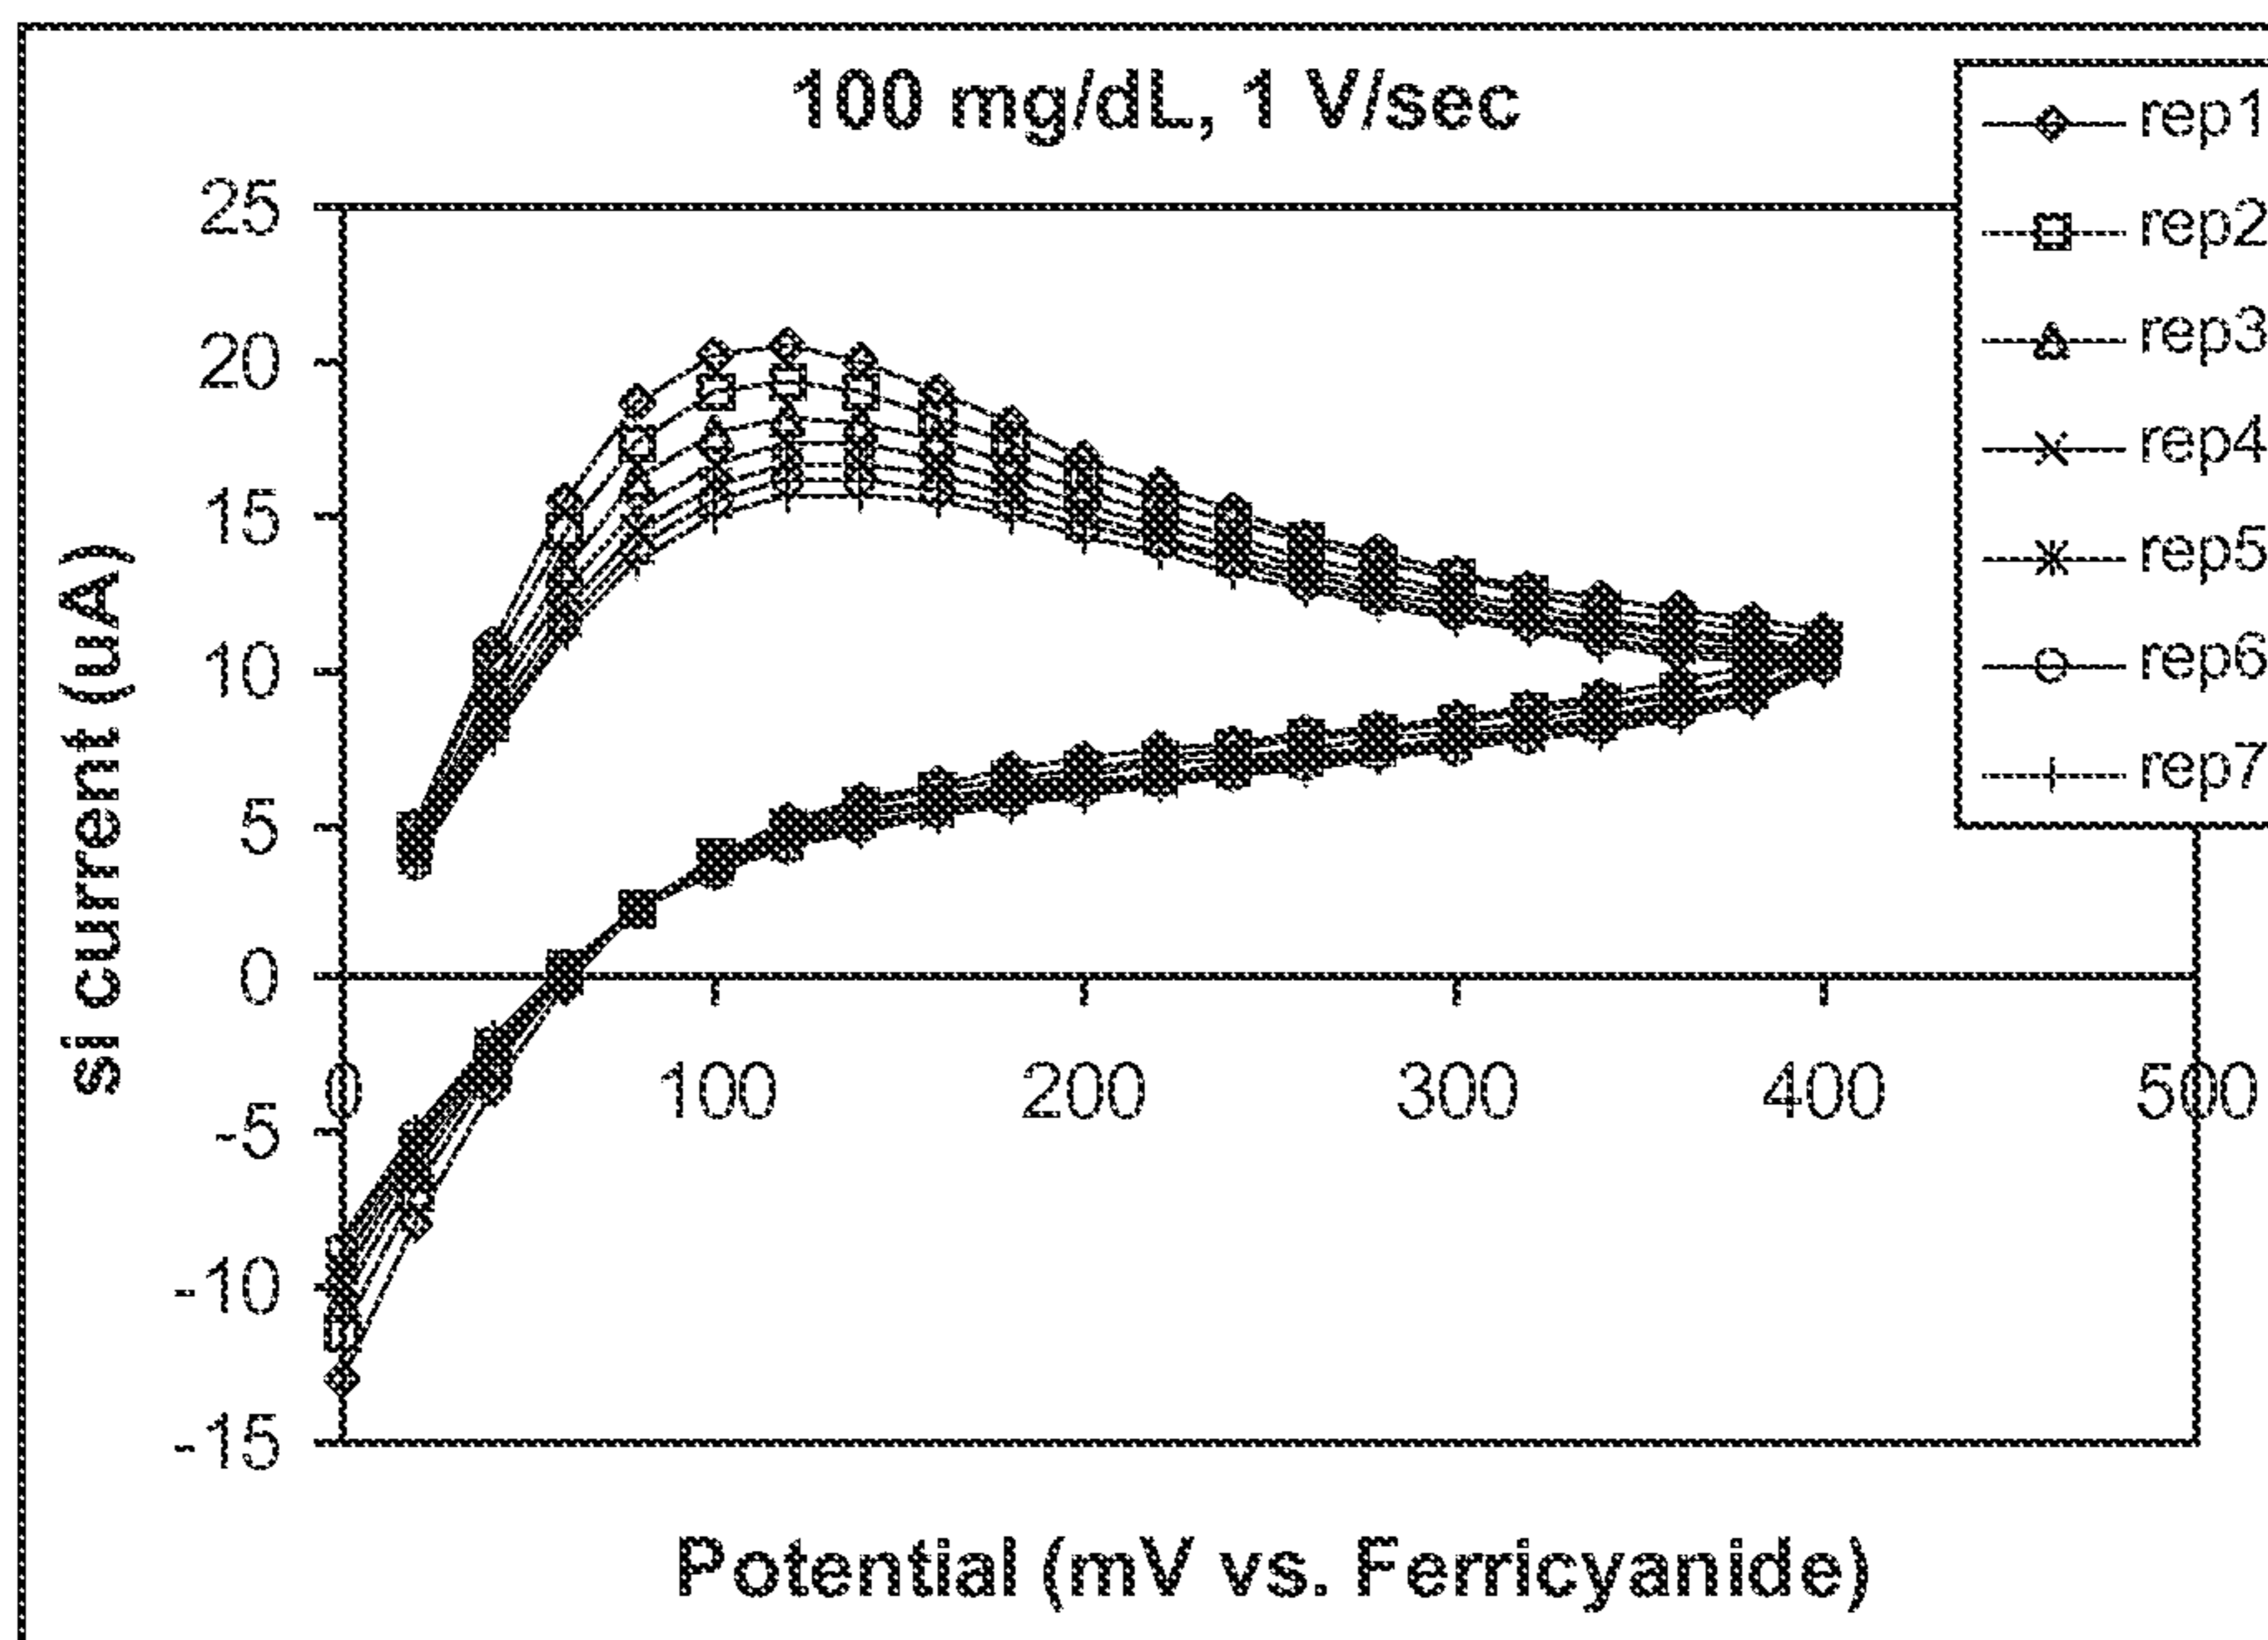 100 mg/dL, 1 V/sec
rep1
rep2
rep3
rep4
rep5
rep6
rep7
25
20
15
10
5
0
-5
-10
-15
0 100 200 300 400 500
si current (uA)
Potential (mV vs. Ferricyanide)